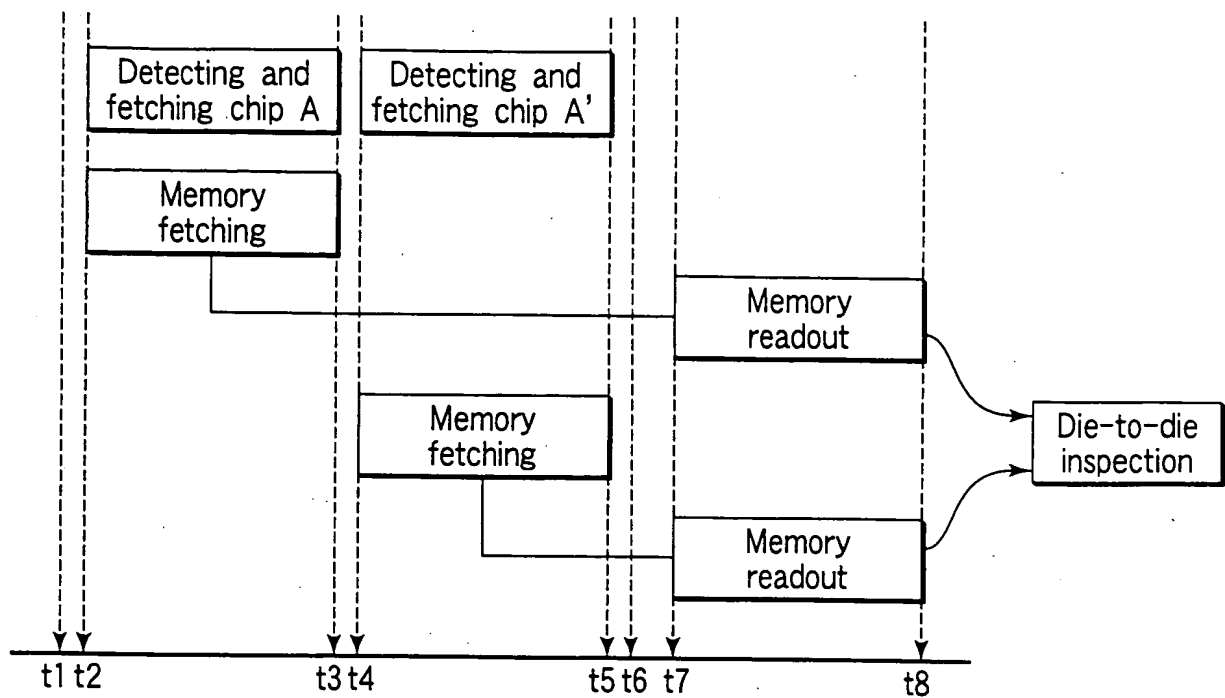 Detecting and
fetching chip A
Detecting and
fetching chip A'
Memory
fetching
Memory
readout
Memory
fetching
Die-to-die
inspection
Memory
readout
t1 t2 t3 t4 t5 t6 t7 t8